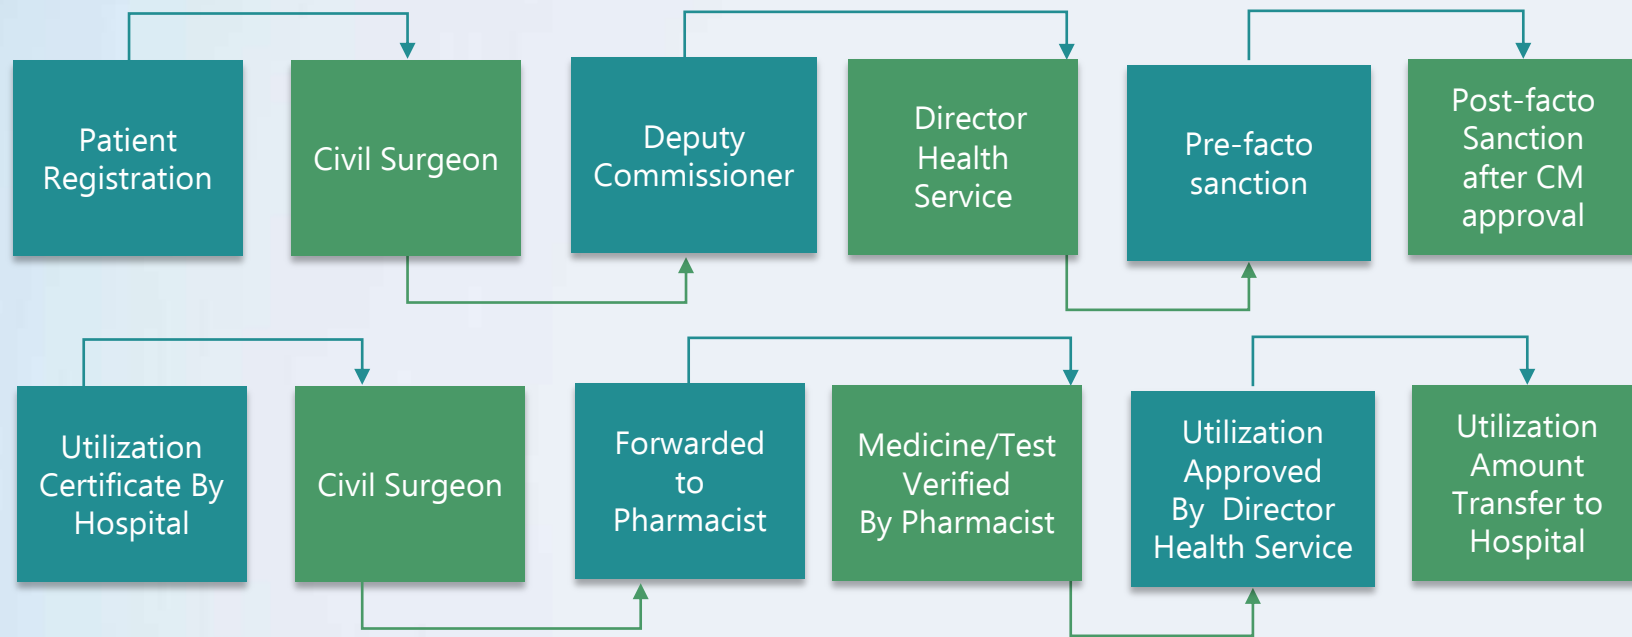 Patient
Registration
Civil Surgeon
Deputy
Commissioner
Director
Health
Service
Pre-facto
sanction
Post-facto
Sanction
after CM
approval
Utilization
Certificate By
Hospital
Civil Surgeon
Forwarded
to
Pharmacist
Medicine/Test
Verified
By Pharmacist
Utilization
Approved
By Director
Health Service
Utilization
Amount
Transfer to
Hospital